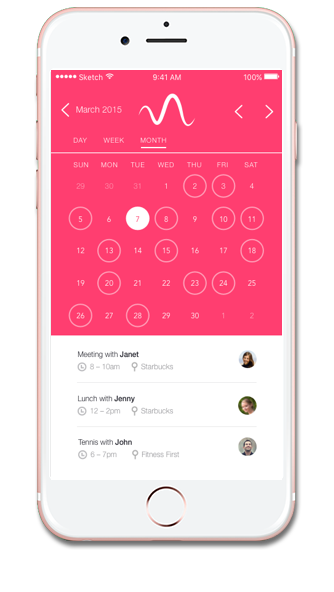 Sketch 9:41 AM 100%
March 2015
DAY WEEK MONTH
SUN MON TUE WED THU FRI SAT
29 30 31 1 2 3 4
5 6 7 8 9 10 11
12 13 14 15 16 17 18
19 20 21 22 23 24 25
26 27 28 29 30 1 2
Meeting with Janet
8 – 10am Starbucks
Lunch with Jenny
12 – 2pm Starbucks
Tennis with John
6 – 7pm Fitness First